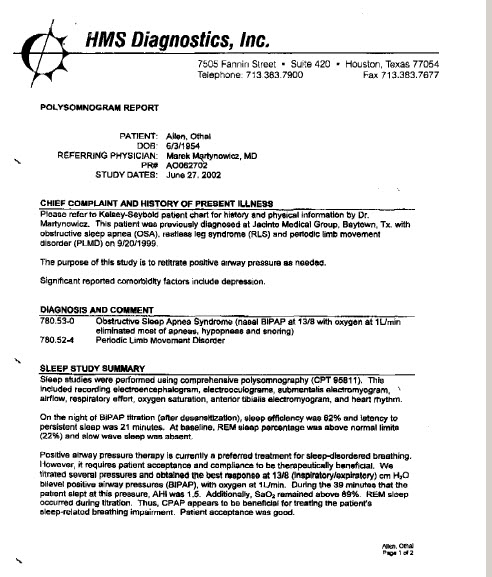 HMS Diagnostics, Inc.
7505 Fannin Street • Suite 420 • Houston, Texas 77054
Telephone: 713.383.7900 Fax 713.383.7677
POLYSOMNOGRAM REPORT
PATIENT: Allen, Othal
DOB: 6/3/1954
REFERRING PHYSICIAN: Marek Martynowicz, MD
PR# AO062702
STUDY DATES: June 27, 2002
CHIEF COMPLAINT AND HISTORY OF PRESENT ILLNESS
Please refer to Kelsey-Seybold patient chart for history and physical information by Dr.
Martynowicz. This patient was previously diagnosed at Jacinto Medical Group, Baytown, Tx. with
obstructive sleep apnea (OSA), restless leg syndrome (RLS) and periodic limb movement
disorder (PLMD) on 9/20/1999.
The purpose of this study is to retitrate positive airway pressure as needed.
Significant reported comorbidity factors include depression.
DIAGNOSIS AND COMMENT
780.53-0 Obstructive Sleep Apnea Syndrome (nasal BIPAP at 13/8 with oxygen at 1L/min
eliminated most of apneas, hypopneas and snoring)
780.52-4 Periodic Limb Movement Disorder
SLEEP STUDY SUMMARY
Sleep studies were performed using comprehensive polysomnography (CPT 95811). This
included recording electroencephalogram, electrooculograms, submentalis electromyogram,
airflow, respiratory effort, oxygen saturation, anterior tibialis electromyogram, and heart rhythm.
On the night of BiPAP titration (after desensitization), sleep efficiency was 82% and latency to
persistent sleep was 21 minutes. At baseline, REM sleep percentage was above normal limits
(22%) and slow wave sleep was absent.
Positive airway pressure therapy is currently a preferred treatment for sleep-disordered breathing.
However, it requires patient acceptance and compliance to be therapeutically beneficial. We
titrated several pressures and obtained the best response at 13/8 (inspiratory/expiratory) cm H₂O
bilevel positive airway pressures (BIPAP), with oxygen at 1L/min. During the 39 minutes that the
patient slept at this pressure, AHI was 1.5. Additionally, SaO₂ remained above 89%. REM sleep
occurred during titration. Thus, CPAP appears to be beneficial for treating the patient's
sleep-related breathing impairment. Patient acceptance was good.
Allen, Othal
Page 1 of 2